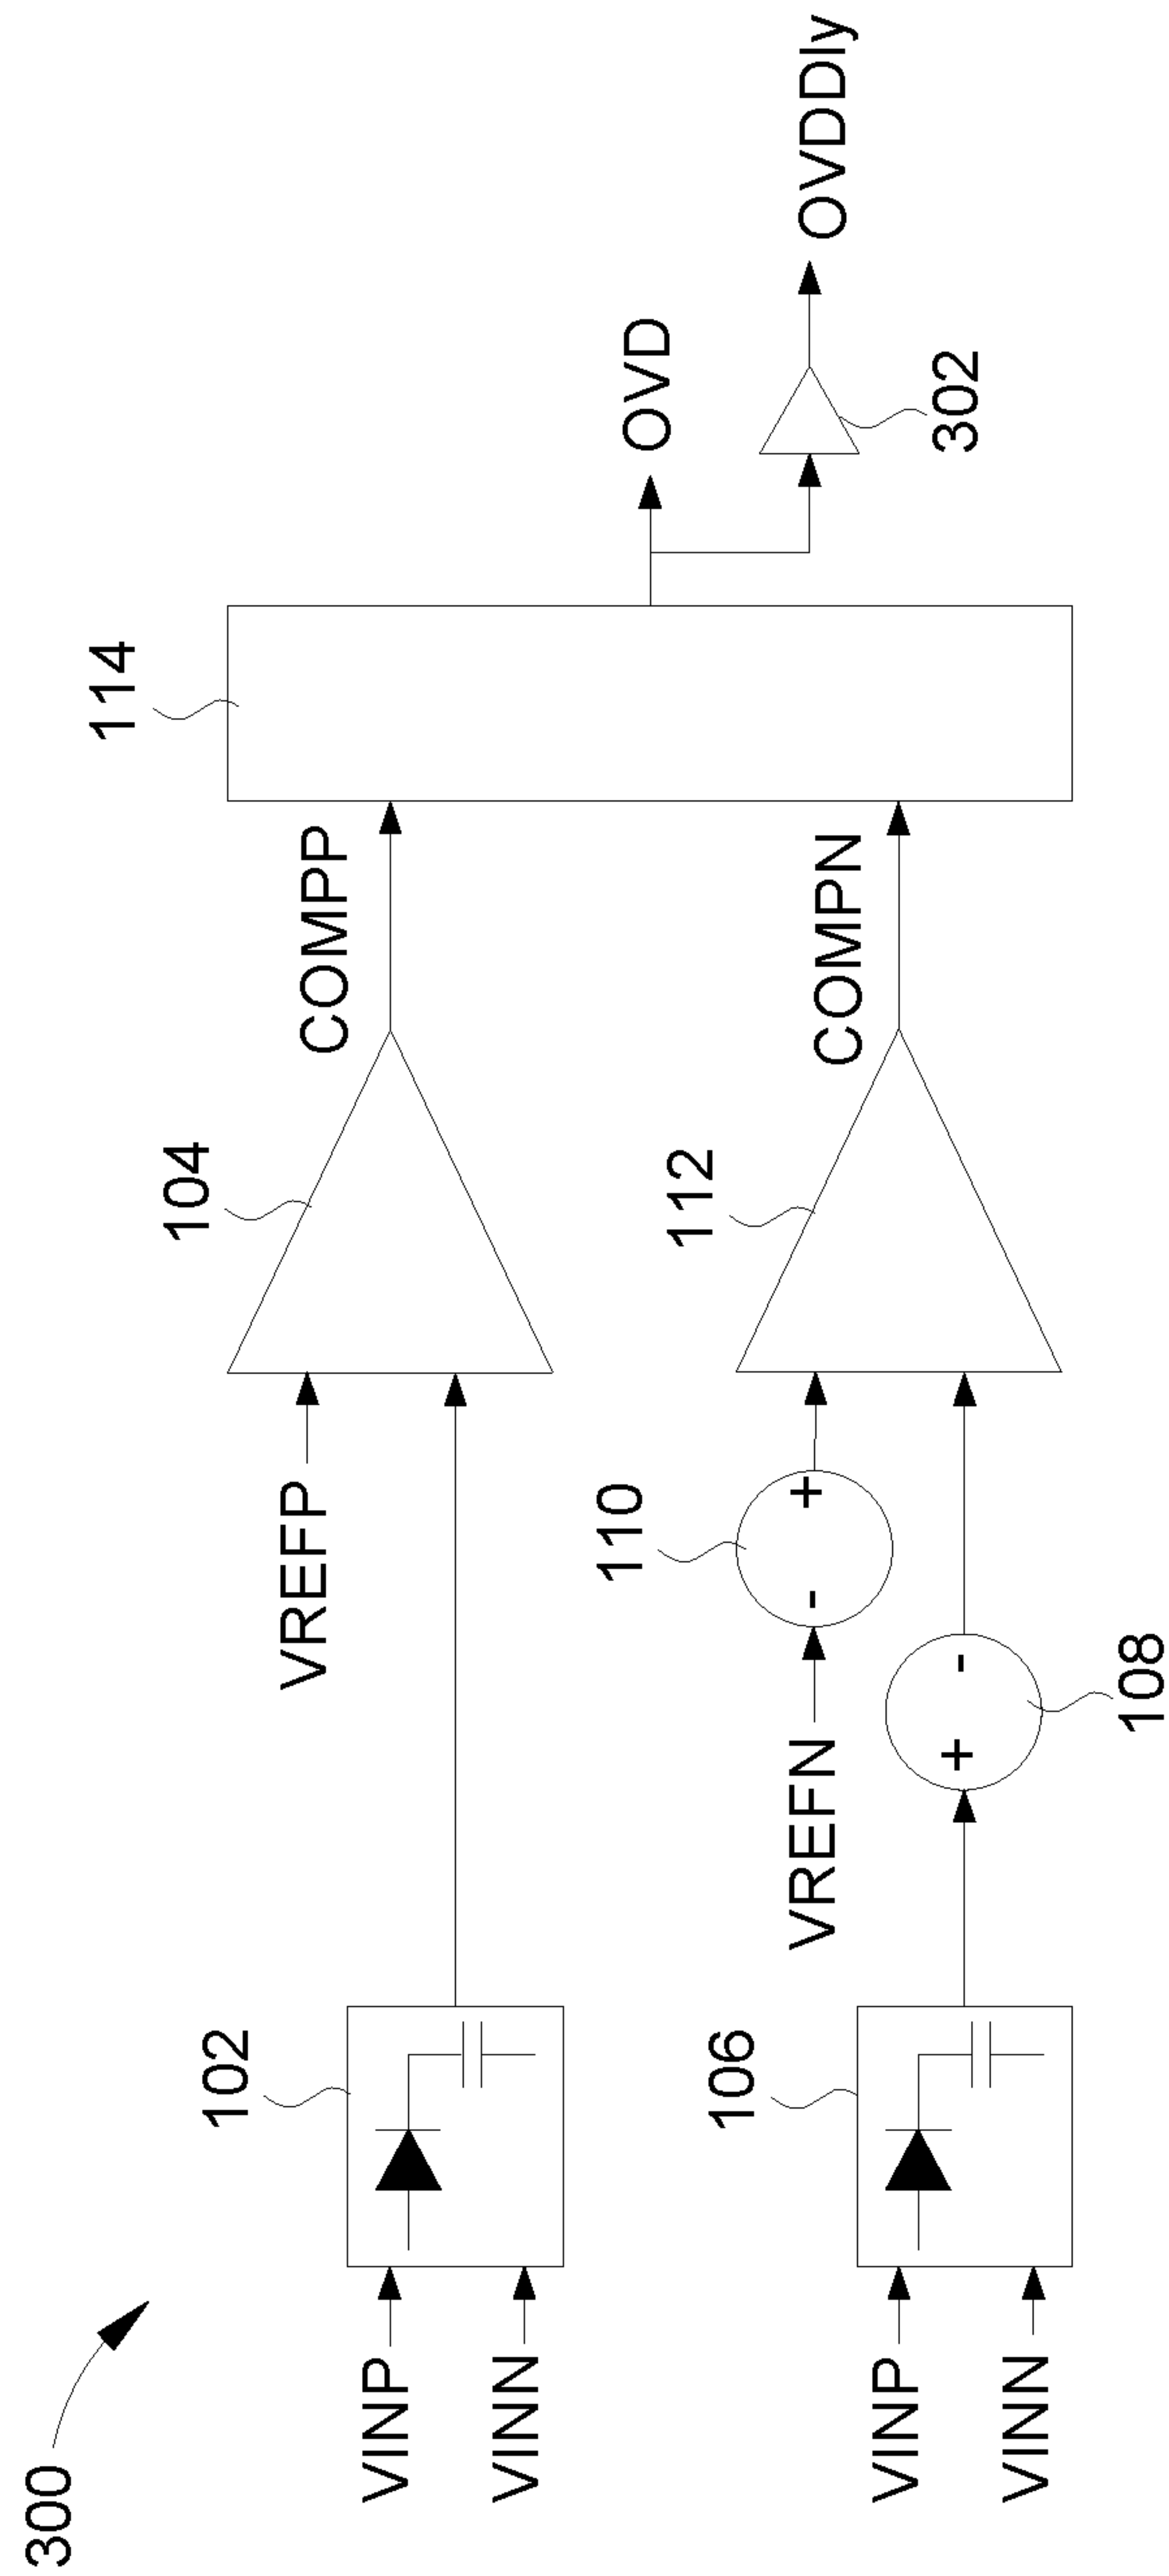 300
VINP
VINN
102
VREFP
104
COMPP
114
OVD
OVDDly
302
VINP
VINN
106
VREFN
110
-
+
+
-
108
112
COMPN